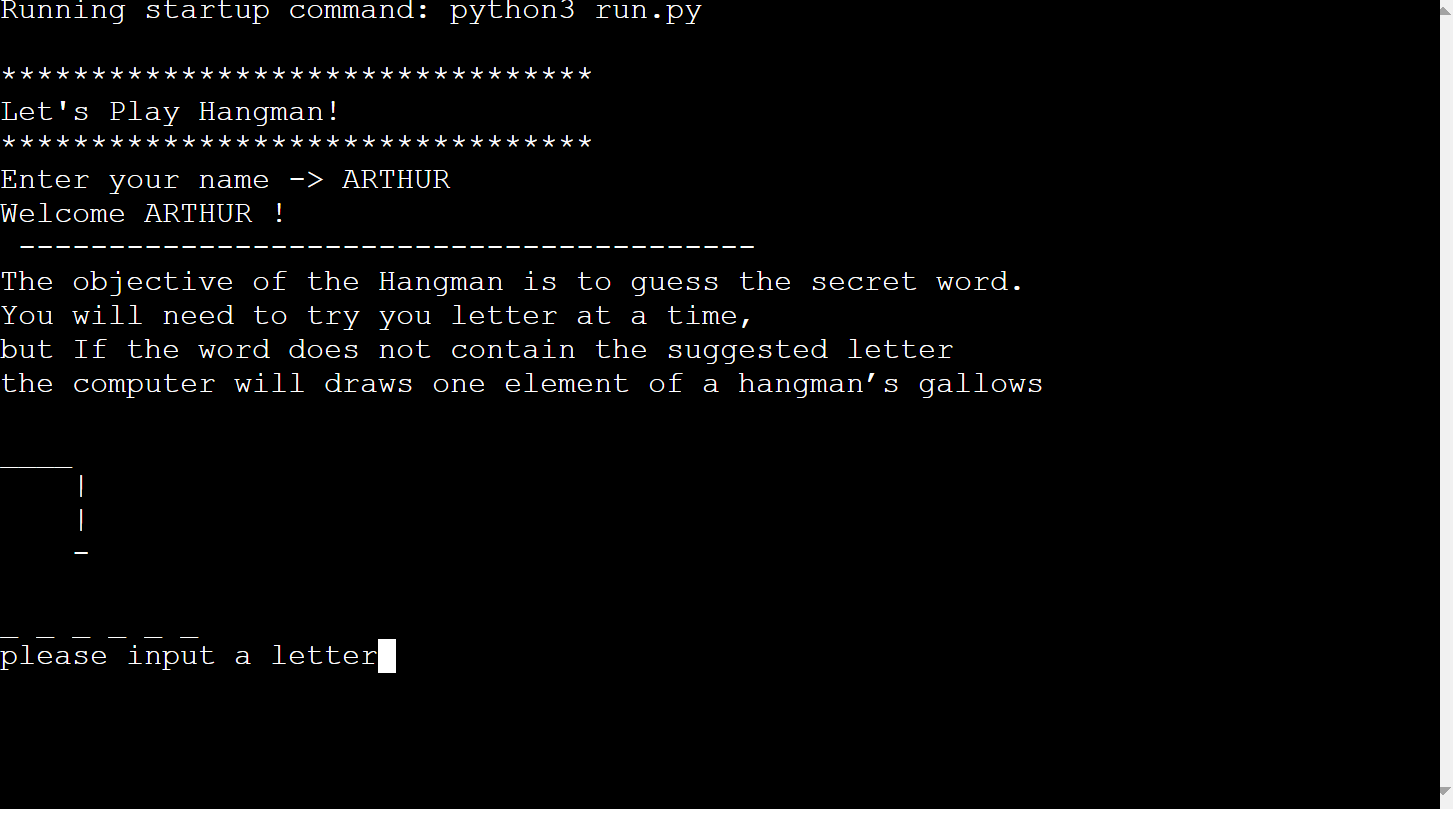 Running startup command: python3 run.py
*********************************
Let's Play Hangman!
*********************************
Enter your name -> ARTHUR
Welcome ARTHUR !
-----------------------------------------
The objective of the Hangman is to guess the secret word.
You will need to try you letter at a time,
but If the word does not contain the suggested letter
the computer will draws one element of a hangman’s gallows
____
    |
    |
    -
_ _ _ _ _ _
please input a letter